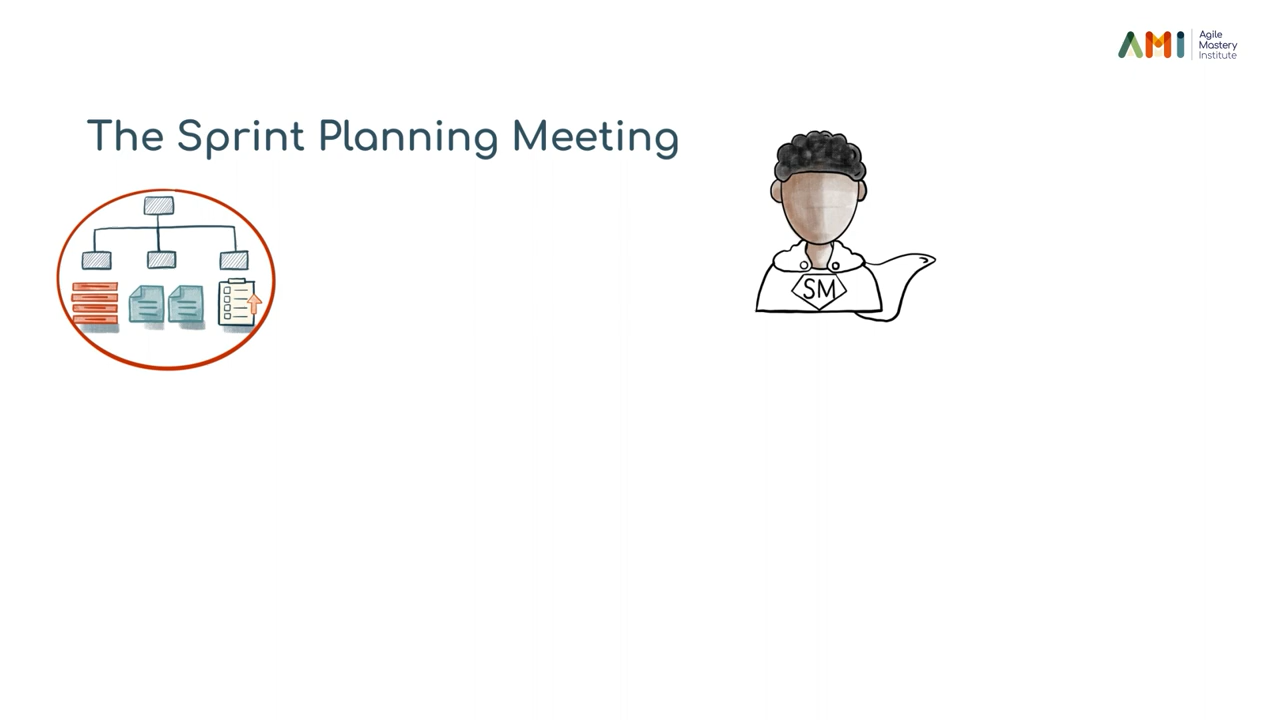 AMI
Agile
Mastery
Institute
The Sprint Planning Meeting
SM